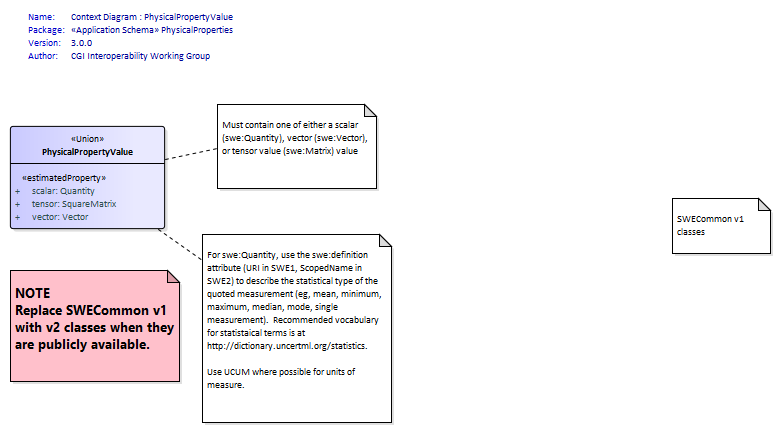 Name: Context Diagram : PhysicalPropertyValue
Package: «Application Schema» PhysicalProperties
Version: 3.0.0
Author: CGI Interoperability Working Group
«Union»
PhysicalPropertyValue
«estimatedProperty»
+ scalar: Quantity
+ tensor: SquareMatrix
+ vector: Vector
Must contain one of either a scalar
(swe:Quantity), vector (swe:Vector),
or tensor value (swe:Matrix) value
SWECommon v1
classes
For swe:Quantity, use the swe:definition
attribute (URI in SWE1, ScopedName in
SWE2) to describe the statistical type of the
quoted measurement (eg, mean, minimum,
maximum, median, mode, single
measurement).  Recommended vocabulary
for statistaical terms is at
http://dictionary.uncertml.org/statistics.
Use UCUM where possible for units of
measure.
NOTE
Replace SWECommon v1
with v2 classes when they
are publicly available.